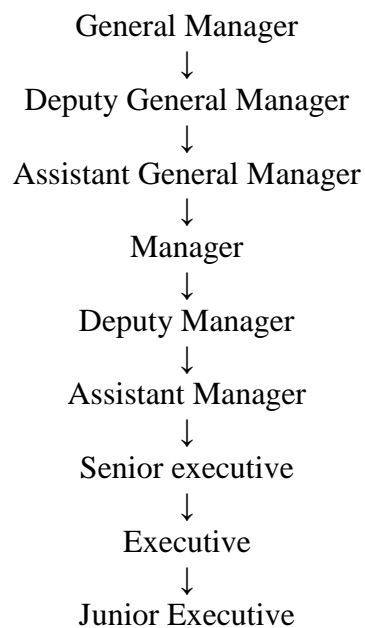 General Manager
↓
Deputy General Manager
↓
Assistant General Manager
↓
Manager
↓
Deputy Manager
↓
Assistant Manager
↓
Senior executive
↓
Executive
↓
Junior Executive